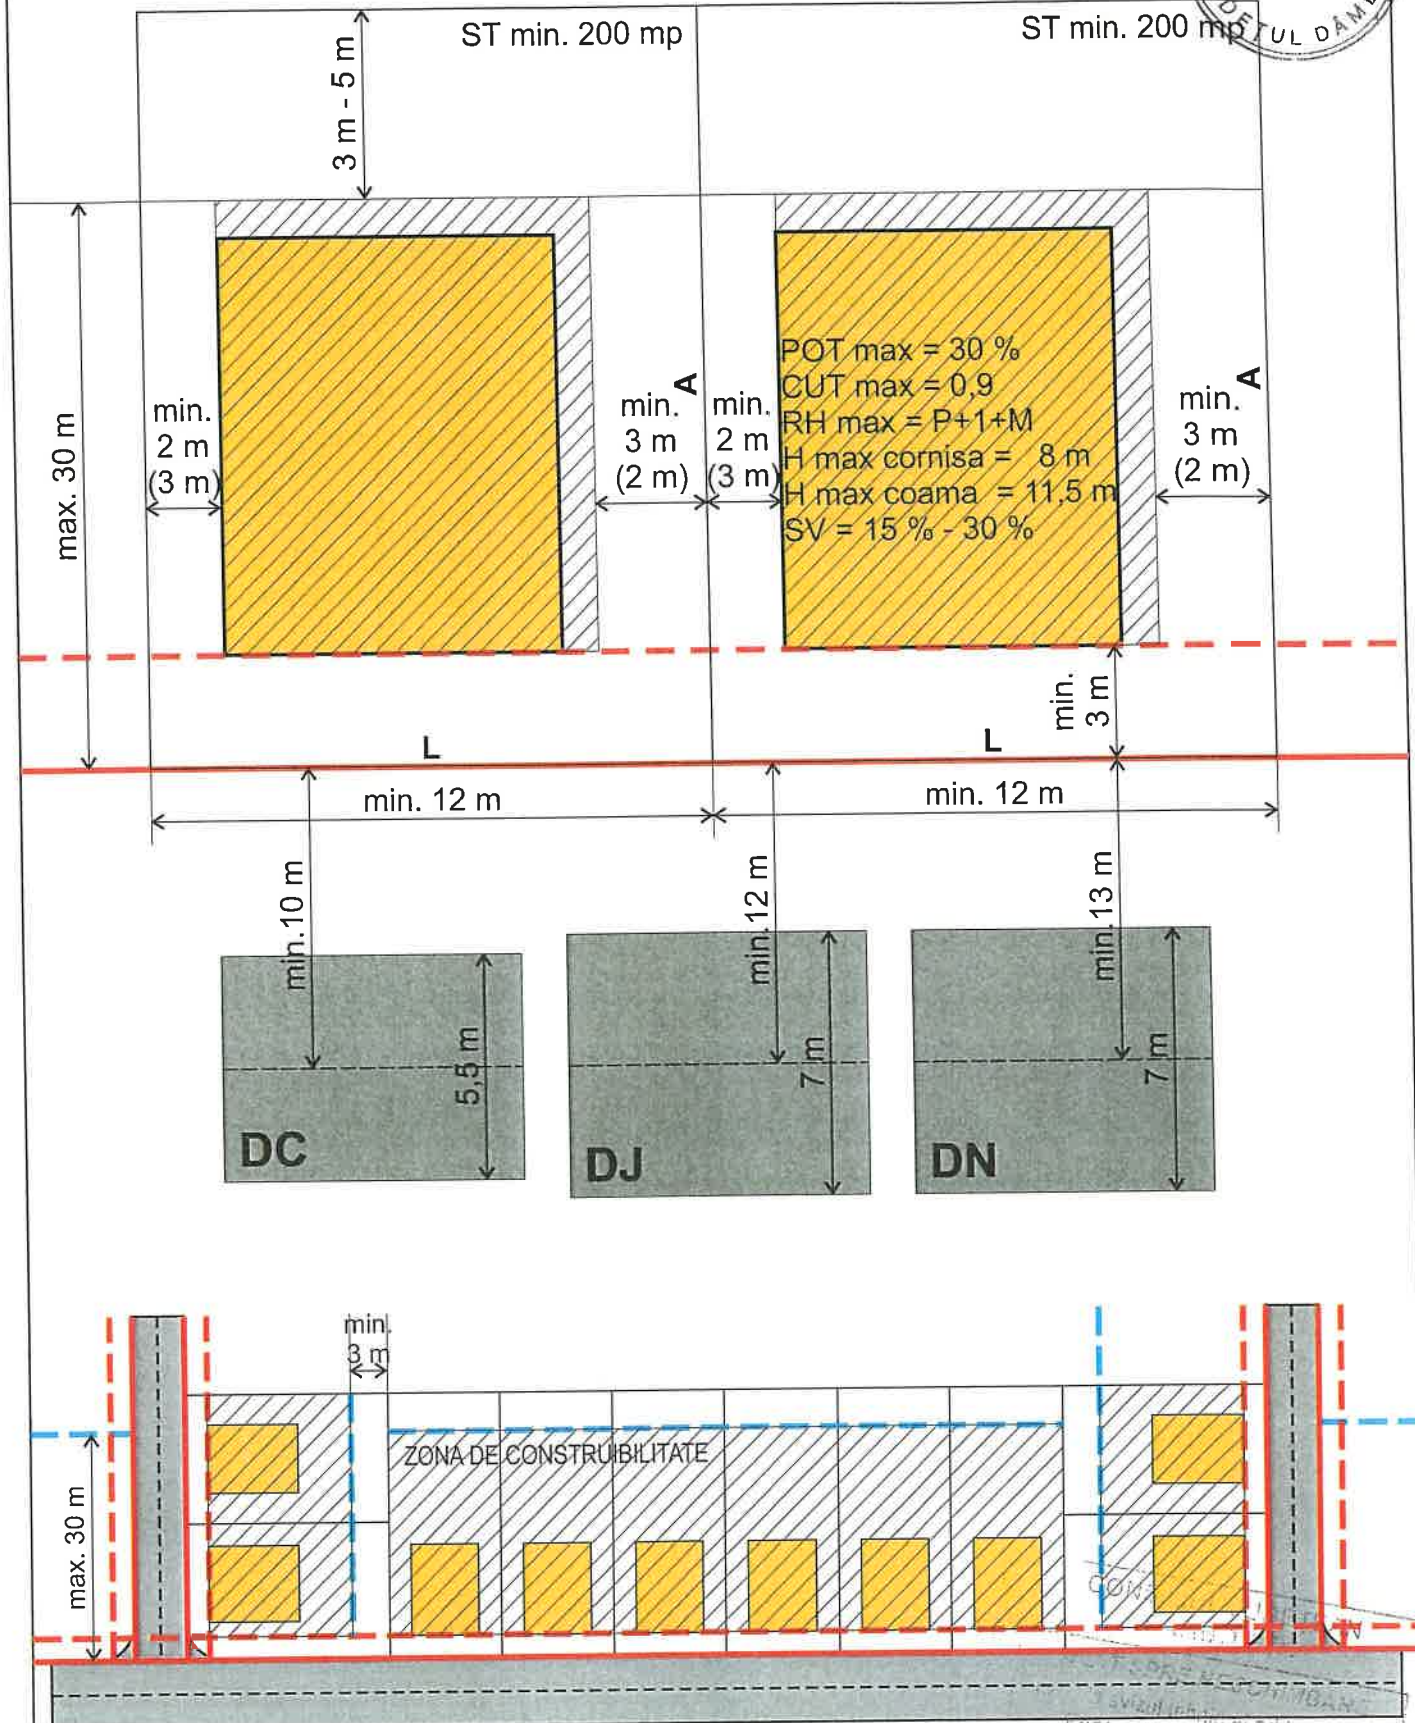 ST min. 200 mp
ST min. 200 mp
UL DÂM
3 m - 5 m
max. 30 m
min.
2 m
(3 m)
min.
3 m
(2 m)
A
min.
2 m
(3 m)
POT max = 30 %
CUT max = 0,9
RH max = P+1+M
H max cornisa = 8 m
H max coama = 11,5 m
SV = 15 % - 30 %
min.
3 m
(2 m)
A
min.
3 m
L
L
min. 12 m
min. 12 m
min.10 m
min.12 m
min.13 m
5,5 m
7 m
7 m
DC
DJ
DN
min.
3 m
ZONA DE CONSTRUIBILITATE
max. 30 m